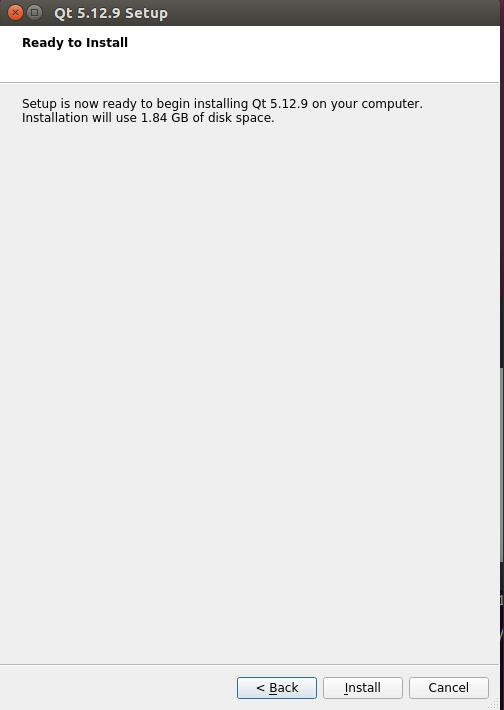 Qt 5.12.9 Setup
Ready to Install
Setup is now ready to begin installing Qt 5.12.9 on your computer.
Installation will use 1.84 GB of disk space.
< Back Install Cancel